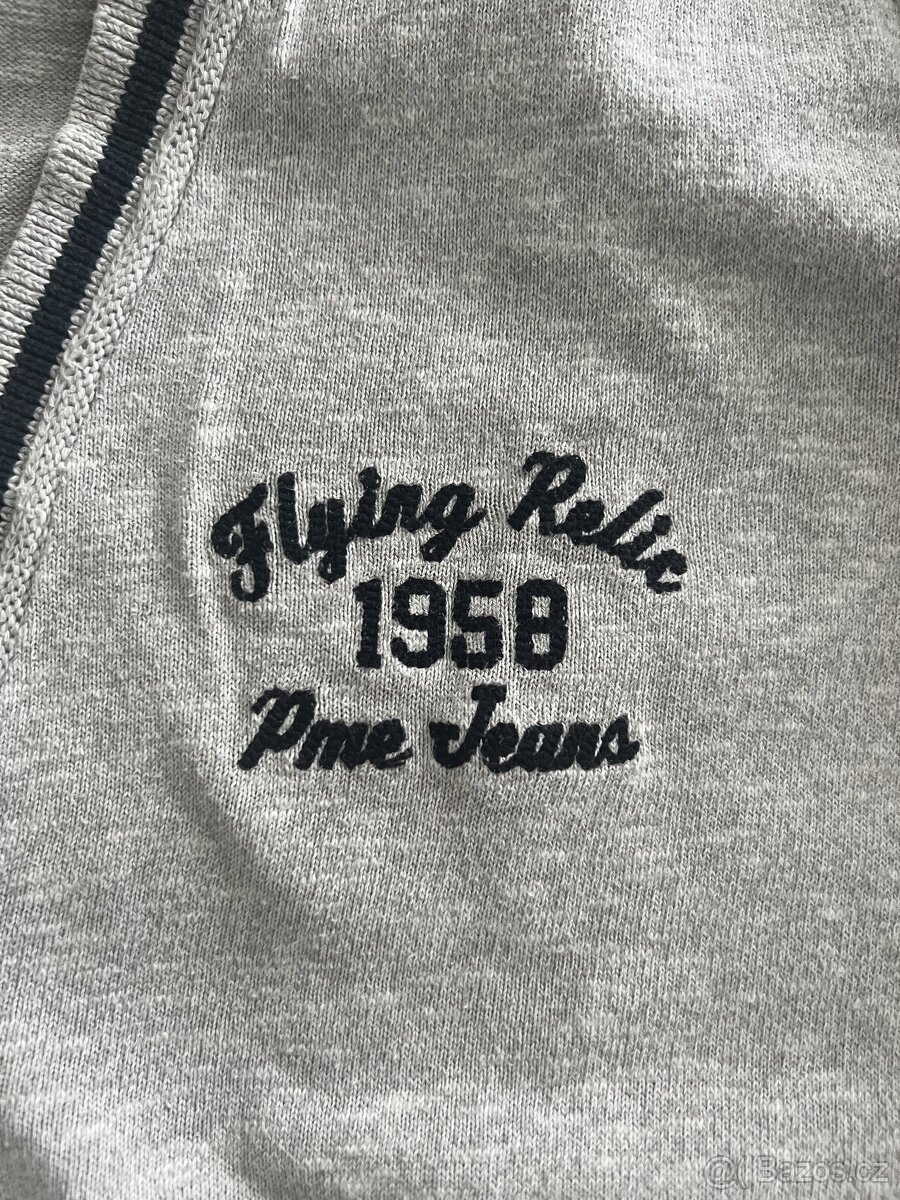 Flying Relic
1958
Pme Jeans
@ Bazos.cz